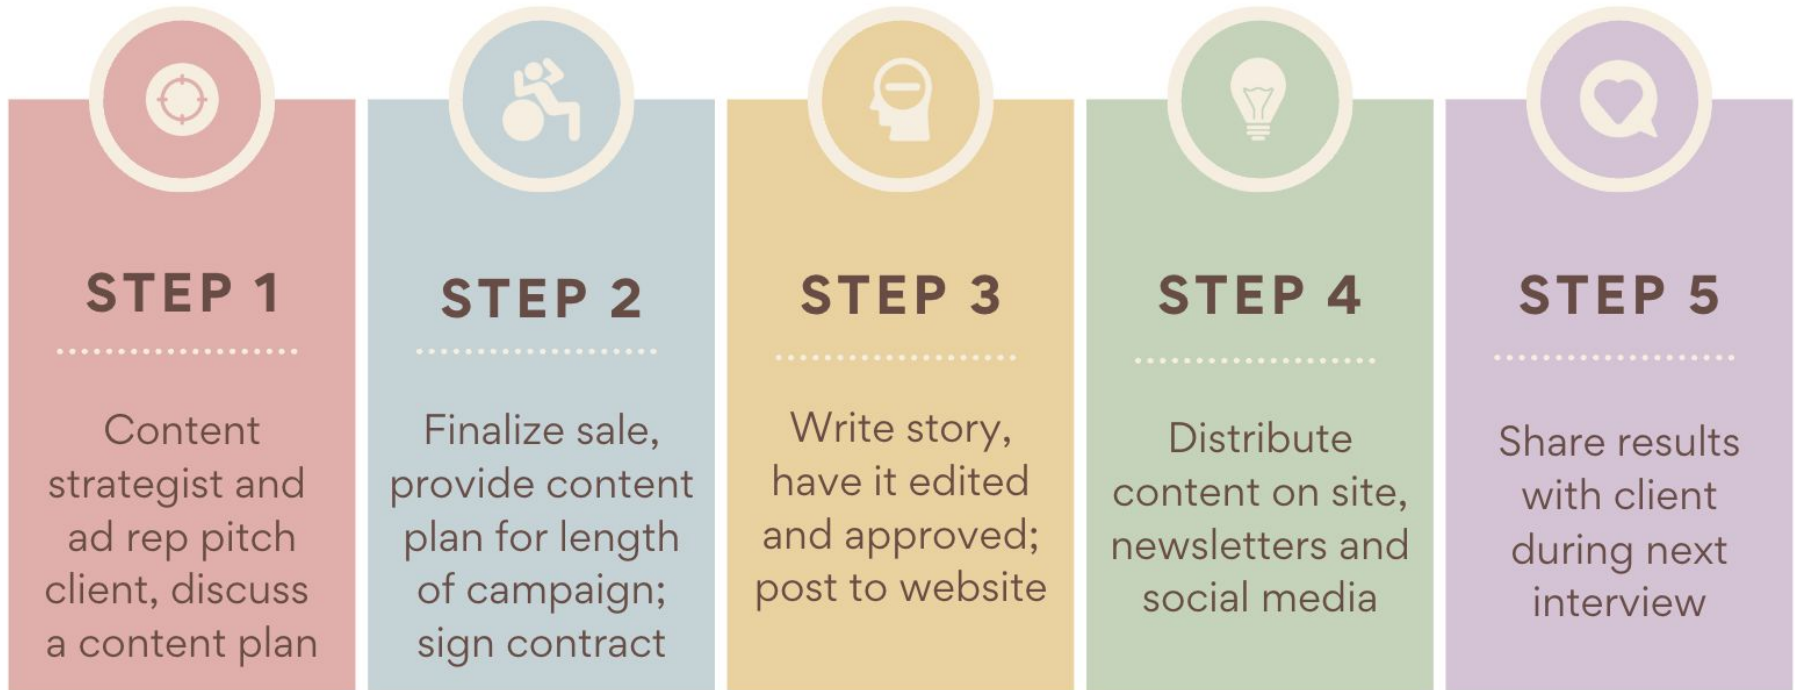 STEP 1
Content
strategist and
ad rep pitch
client, discuss
a content plan
STEP 2
Finalize sale,
provide content
plan for length
of campaign;
sign contract
STEP 3
Write story,
have it edited
and approved;
post to website
STEP 4
Distribute
content on site,
newsletters and
social media
STEP 5
Share results
with client
during next
interview